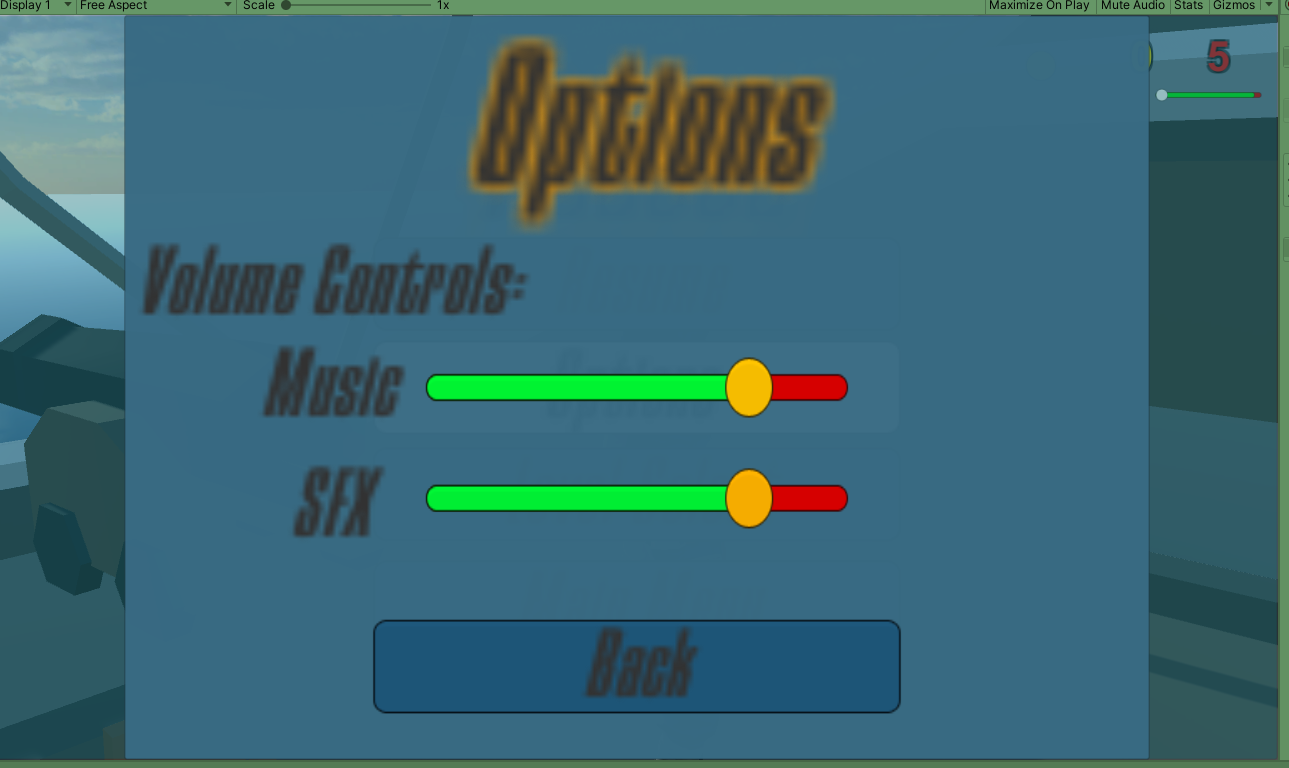 Display 1 Free Aspect Scale 1x Maximize On Play Mute Audio Stats Gizmos
5
Options
Volume Controls:
Music
Options
SFX
Back